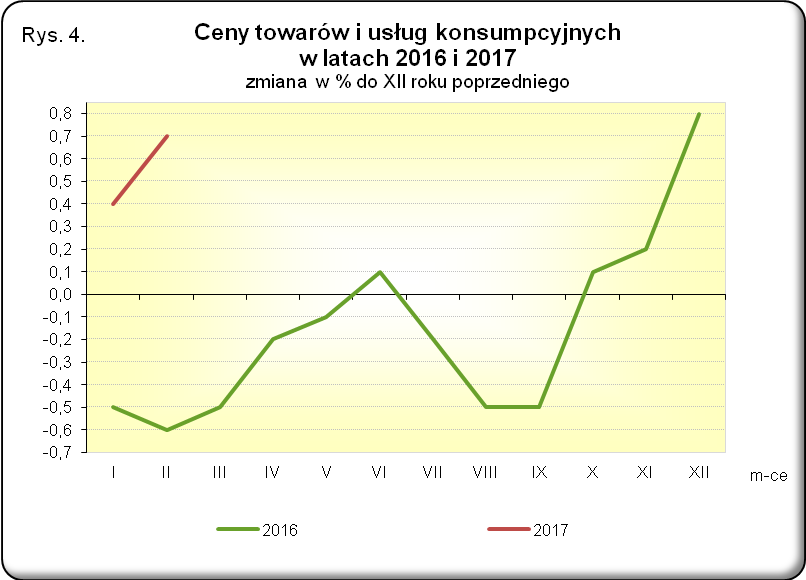 Rys. 4.
Ceny towarów i usług konsumpcyjnych
w latach 2016 i 2017
zmiana w % do XII roku poprzedniego
0,8
0,7
0,6
0,5
0,4
0,3
0,2
0,1
0,0
-0,1
-0,2
-0,3
-0,4
-0,5
-0,6
-0,7
I II III IV V VI VII VIII IX X XI XII
m-ce
2016 2017